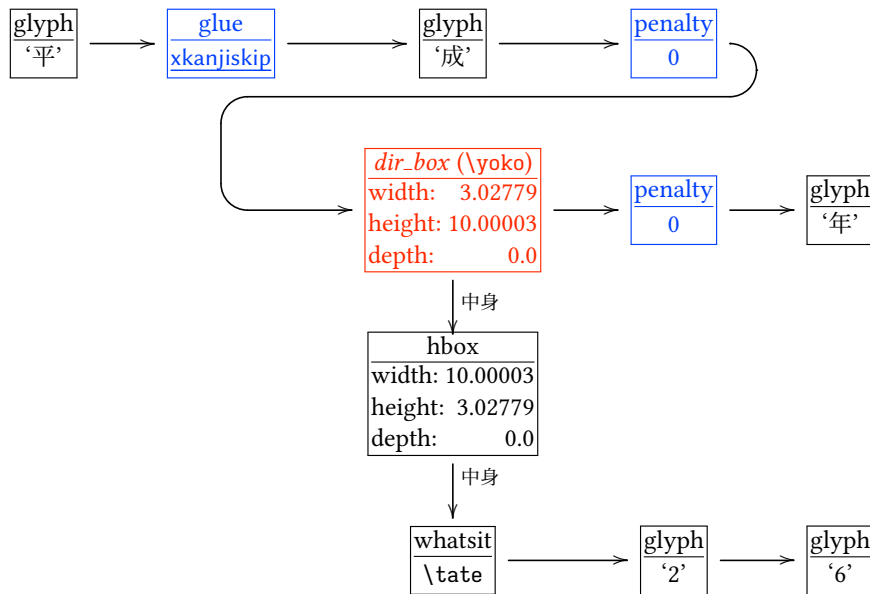 glyph
‘平’
glue
xkanjiskip
glyph
‘成’
penalty
0
dir_box (\yoko)
width: 3.02779
height: 10.00003
depth: 0.0
penalty
0
glyph
‘年’
中身
hbox
width: 10.00003
height: 3.02779
depth: 0.0
中身
whatsit
\tate
glyph
‘2’
glyph
‘6’